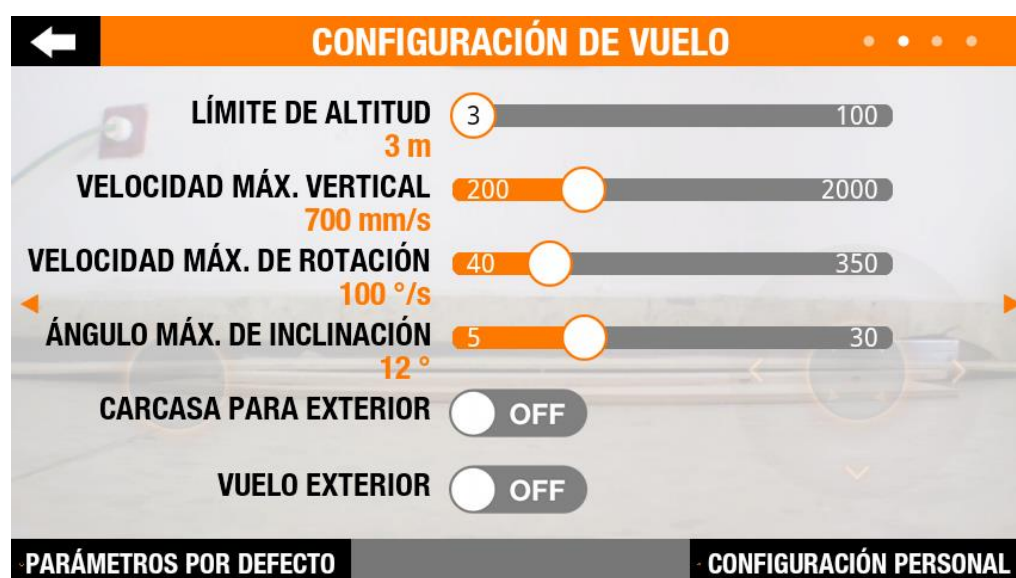 CONFIGURACIÓN DE VUELO
LÍMITE DE ALTITUD 3 100
3 m
VELOCIDAD MÁX. VERTICAL 200 2000
700 mm/s
VELOCIDAD MÁX. DE ROTACIÓN 40 350
100 °/s
ÁNGULO MÁX. DE INCLINACIÓN 5 30
12 °
CARCASA PARA EXTERIOR OFF
VUELO EXTERIOR OFF
PARÁMETROS POR DEFECTO CONFIGURACIÓN PERSONAL